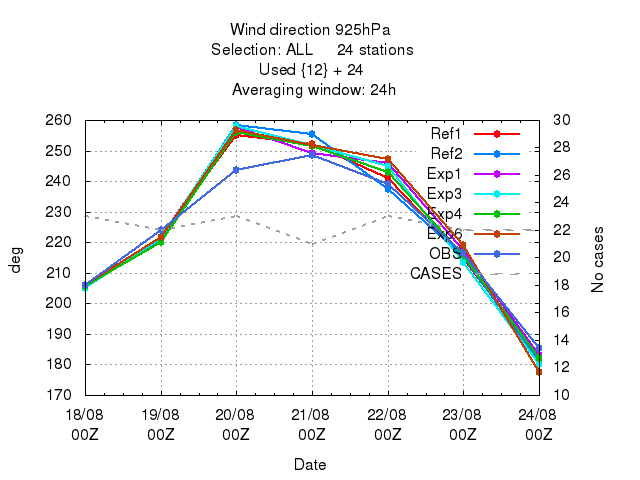 Wind direction 925hPa
Selection: ALL     24 stations
Used {12} + 24
Averaging window: 24h
deg
260
250
240
230
220
210
200
190
180
170
30
28
26
24
22
20
18
16
14
12
10
No cases
Ref1
Ref2
Exp1
Exp3
Exp4
Exp6
OBS
CASES
18/08 19/08 20/08 21/08 22/08 23/08 24/08
00Z 00Z 00Z 00Z 00Z 00Z 00Z
Date